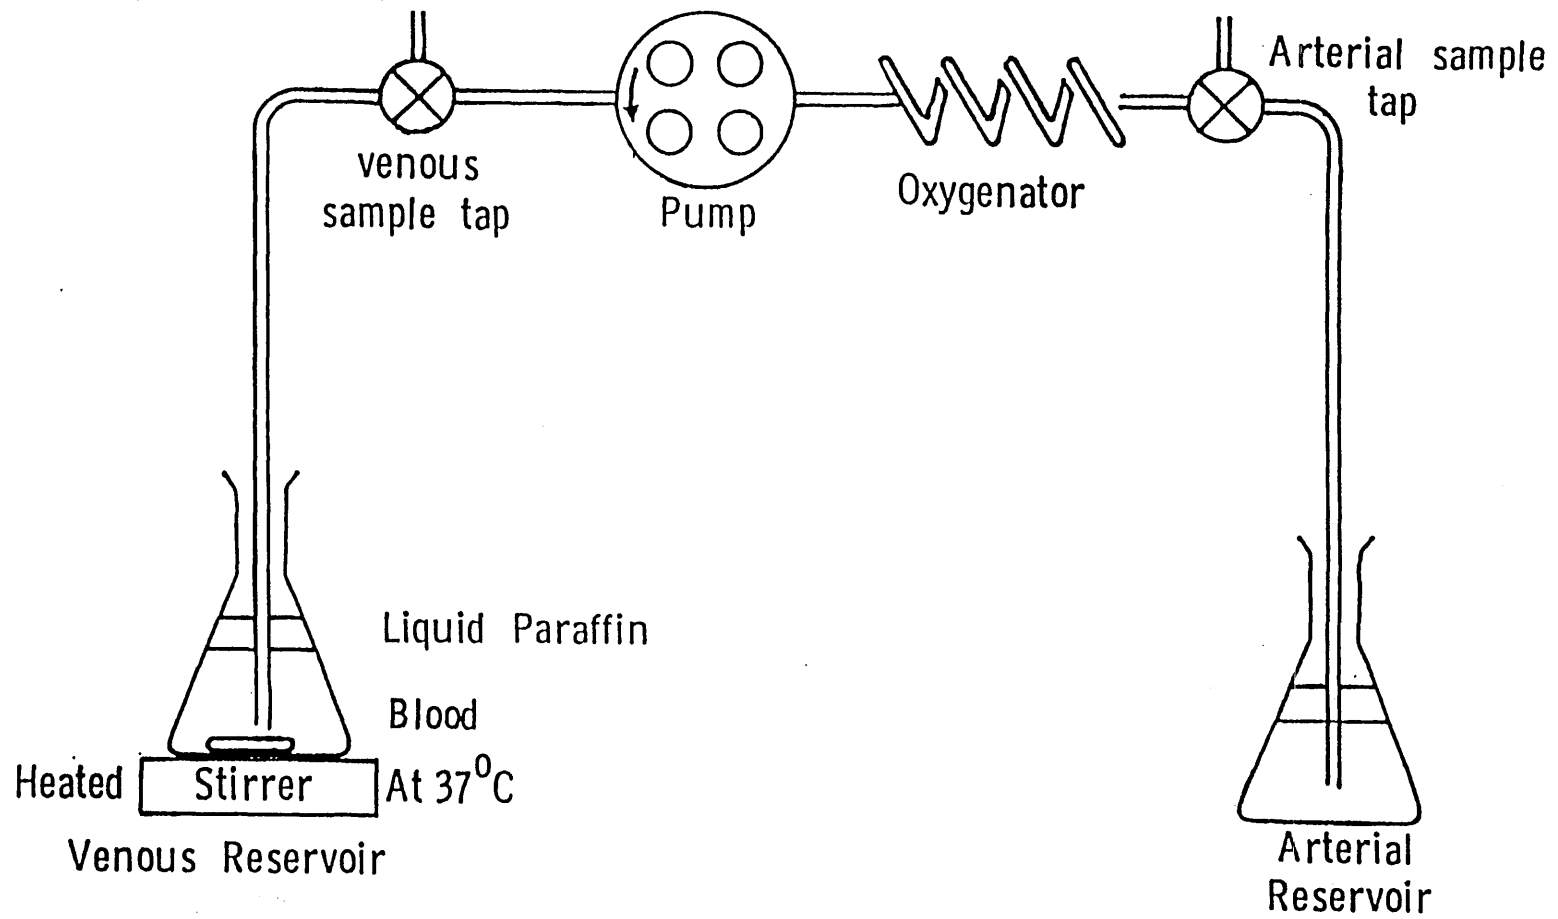 Arterial sample
tap
venous
sample tap
Pump
Oxygenator
Liquid Paraffin
Blood
Heated
Stirrer
At 37⁰C
Venous Reservoir
Arterial
Reservoir